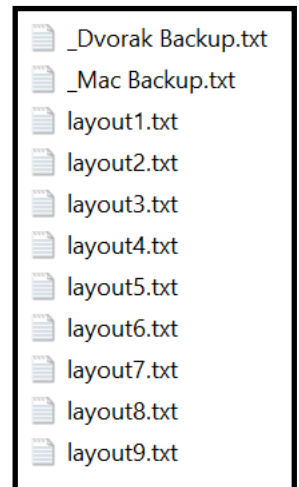 _Dvorak Backup.txt
_Mac Backup.txt
layout1.txt
layout2.txt
layout3.txt
layout4.txt
layout5.txt
layout6.txt
layout7.txt
layout8.txt
layout9.txt